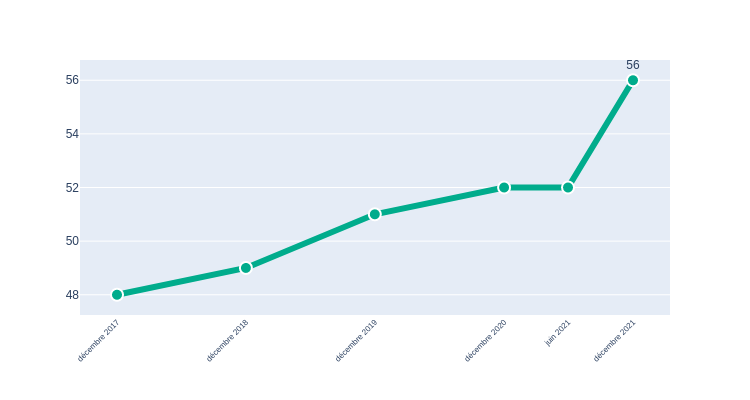 56
56
54
52
50
48
décembre 2017
décembre 2018
décembre 2019
décembre 2020
juin 2021
décembre 2021